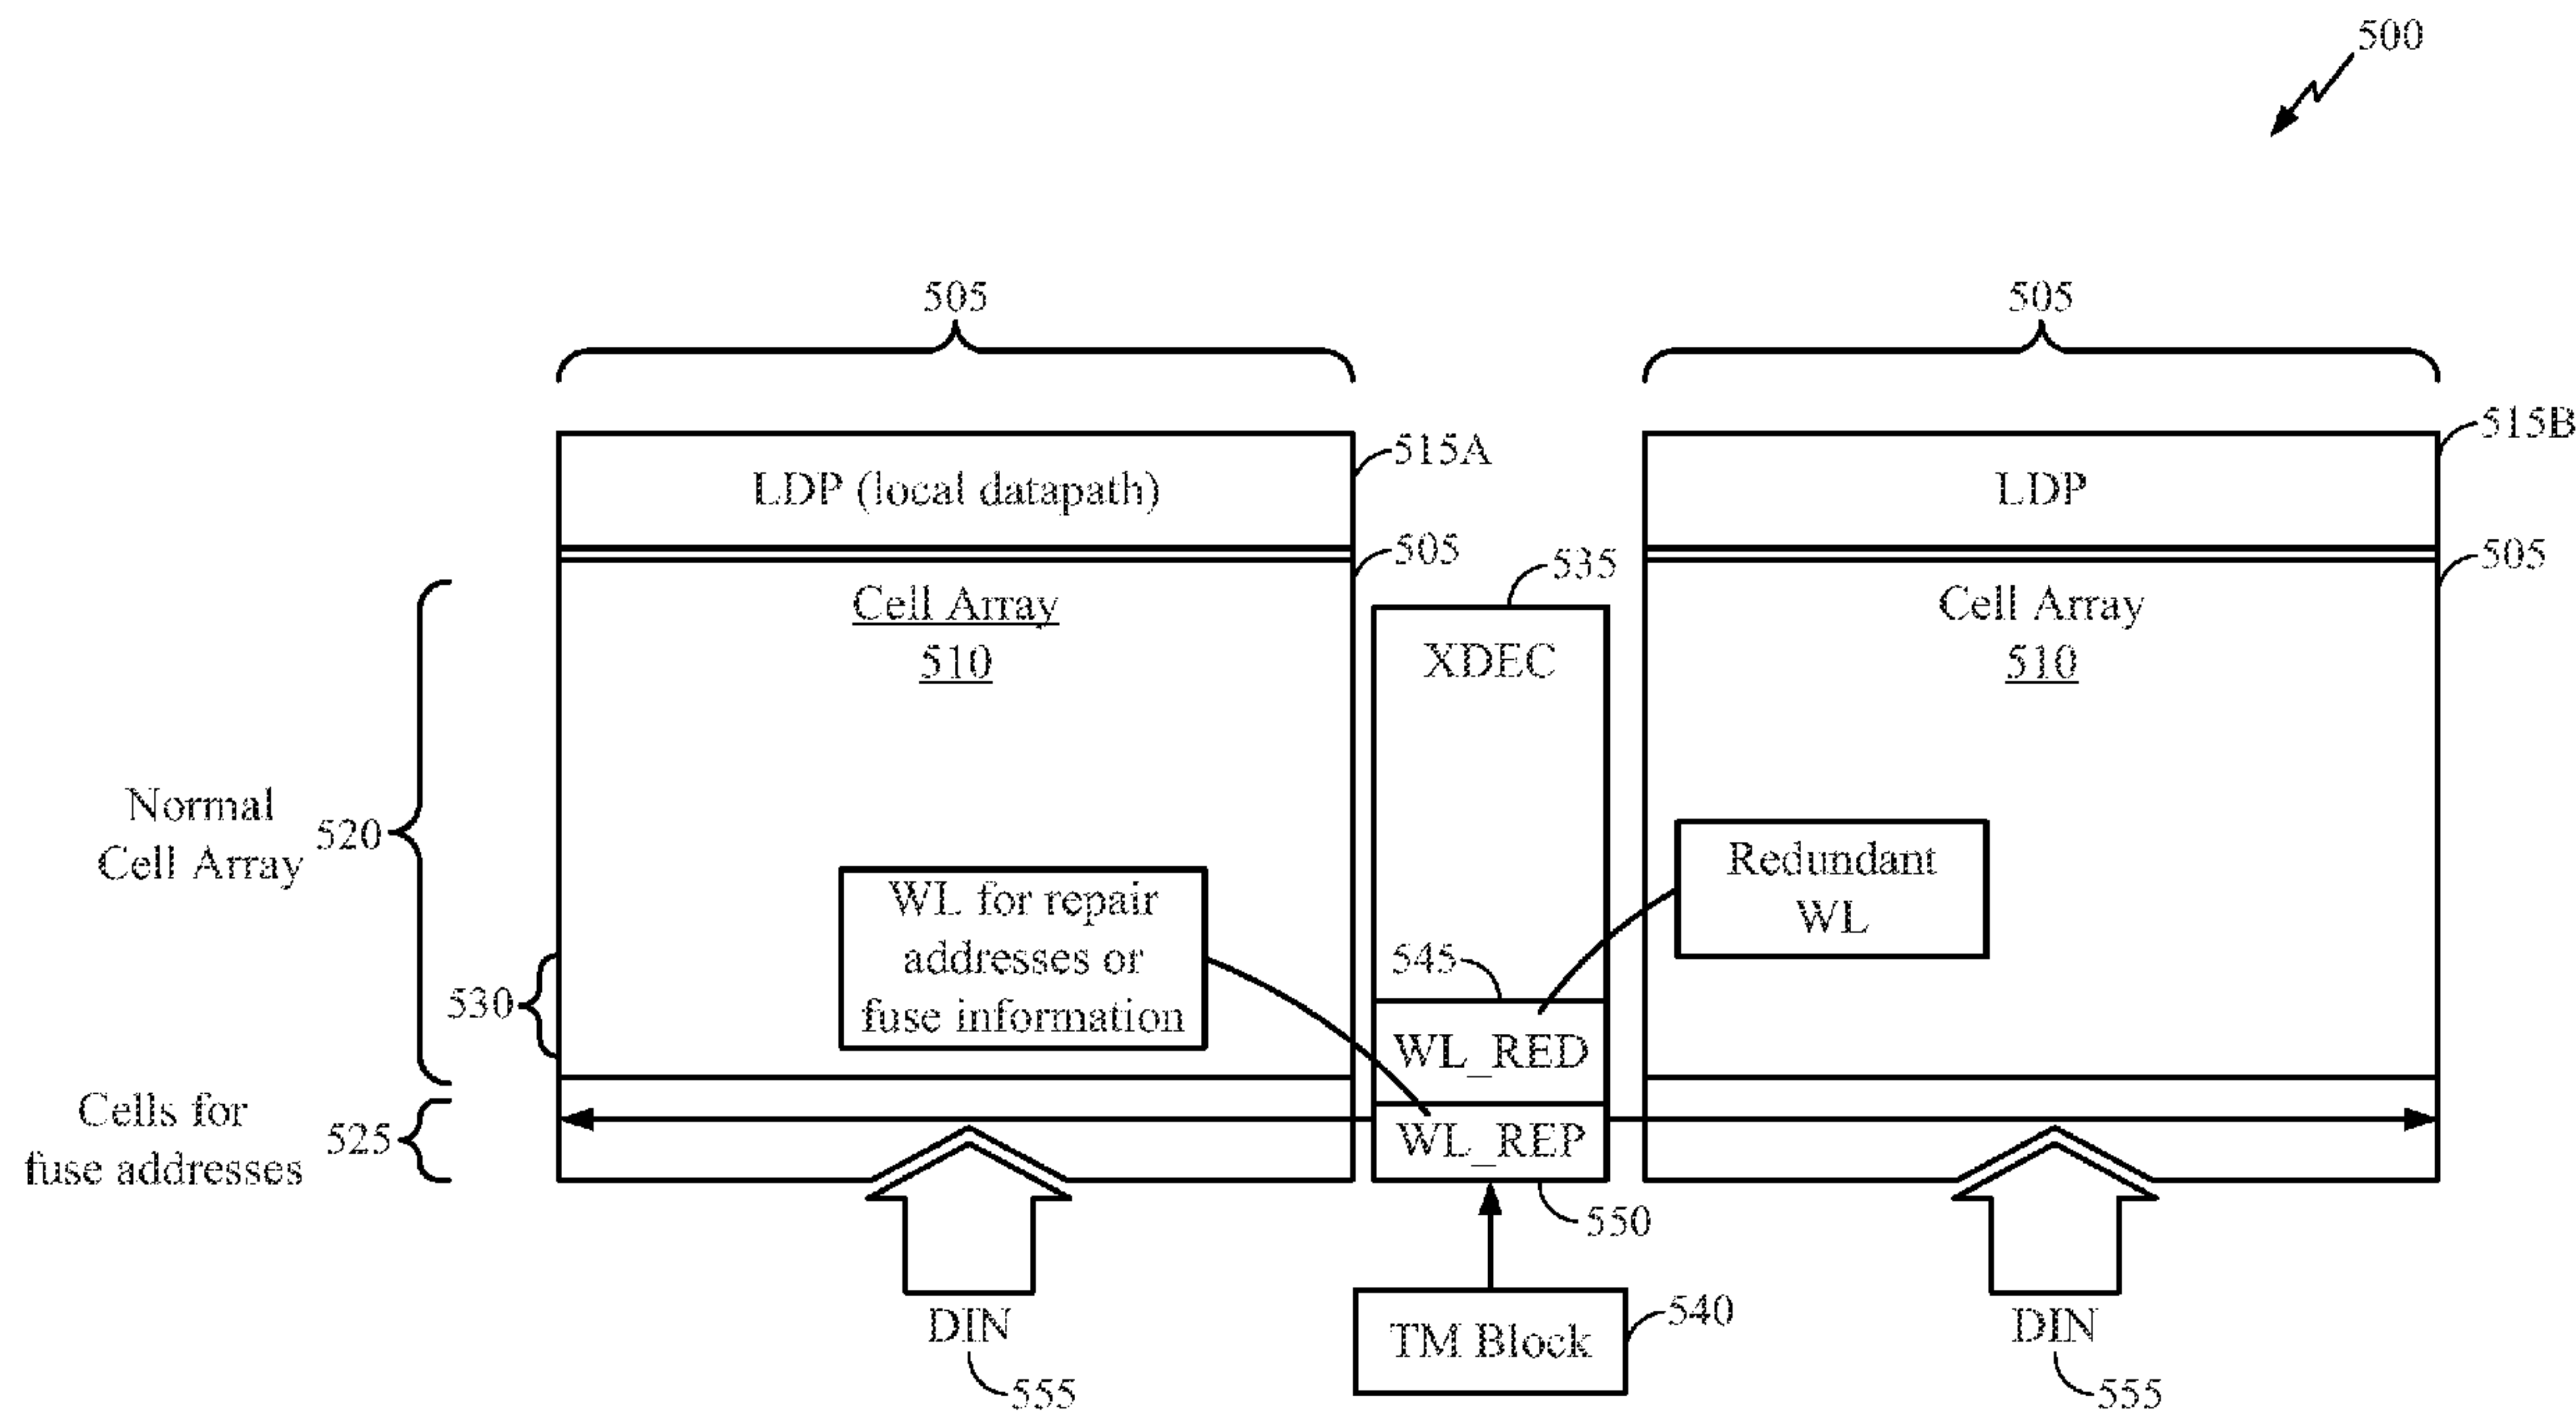 500
505
505
515A
515B
LDP (local datapath)
LDP
505
505
535
Cell Array
510
XDEC
Cell Array
510
Normal
Cell Array
520
WL for repair
addresses or
fuse information
Redundant
WL
530
545
WL_RED
Cells for
fuse addresses
525
WL_REP
550
DIN
555
TM Block
540
DIN
555